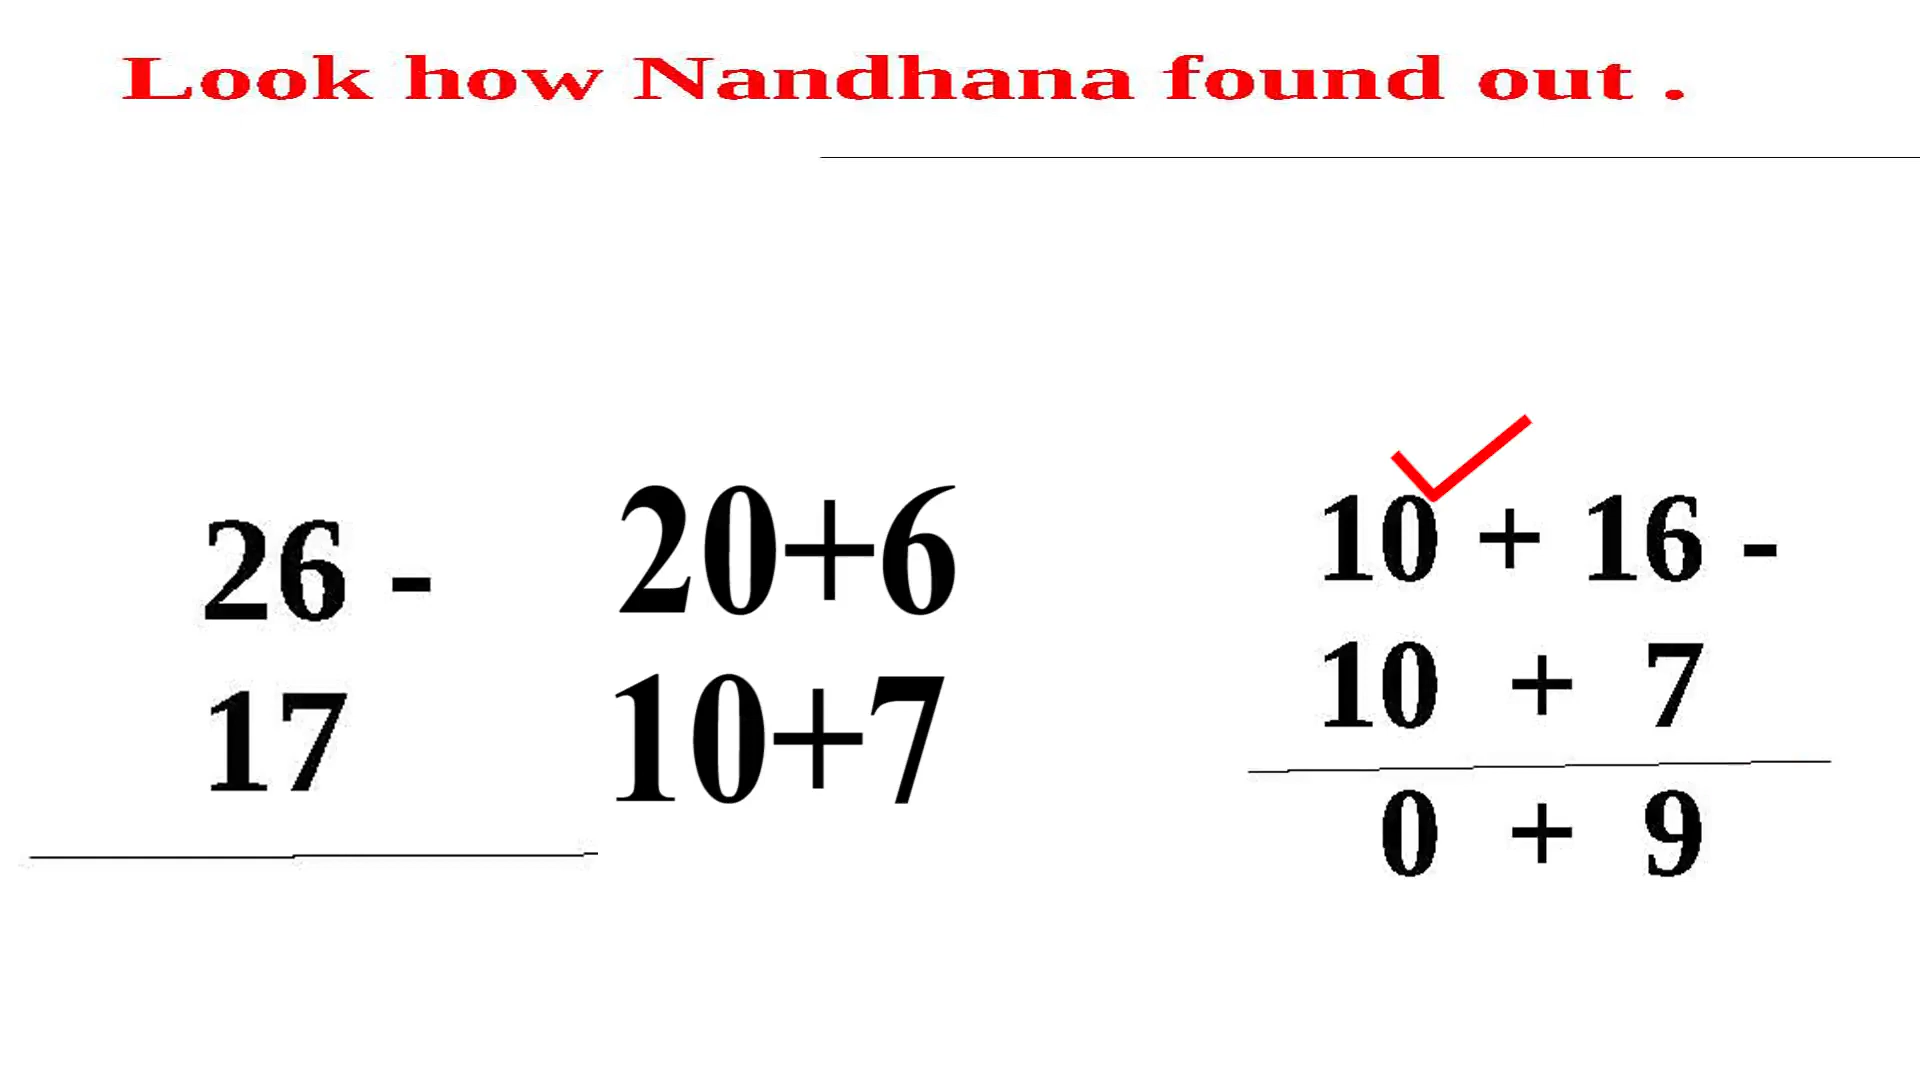 Look how Nandhana found out .
26 -
17
20+6
10+7
10 + 16 -
10 + 7
0 + 9